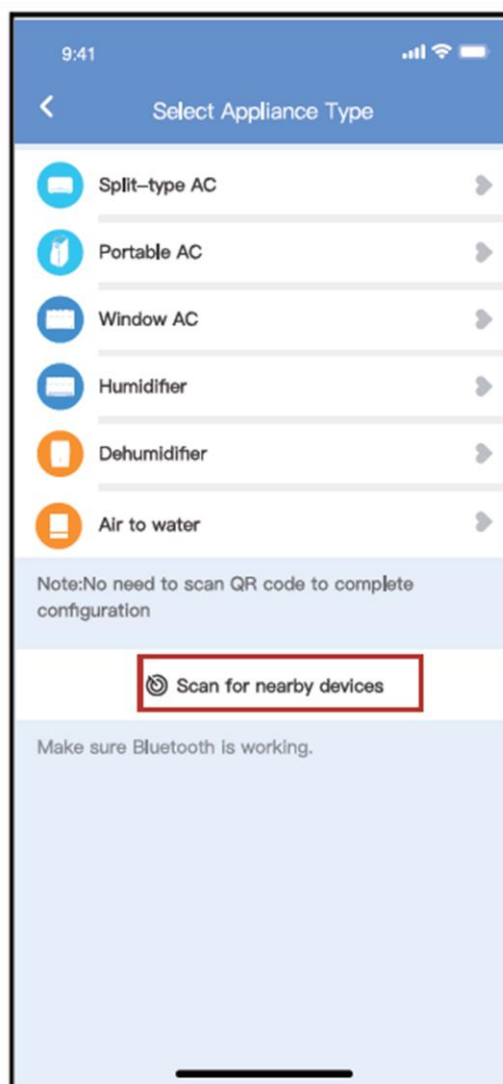 9:41
Select Appliance Type
Split-type AC
Portable AC
Window AC
Humidifier
Dehumidifier
Air to water
Note:No need to scan QR code to complete
configuration
Scan for nearby devices
Make sure Bluetooth is working.